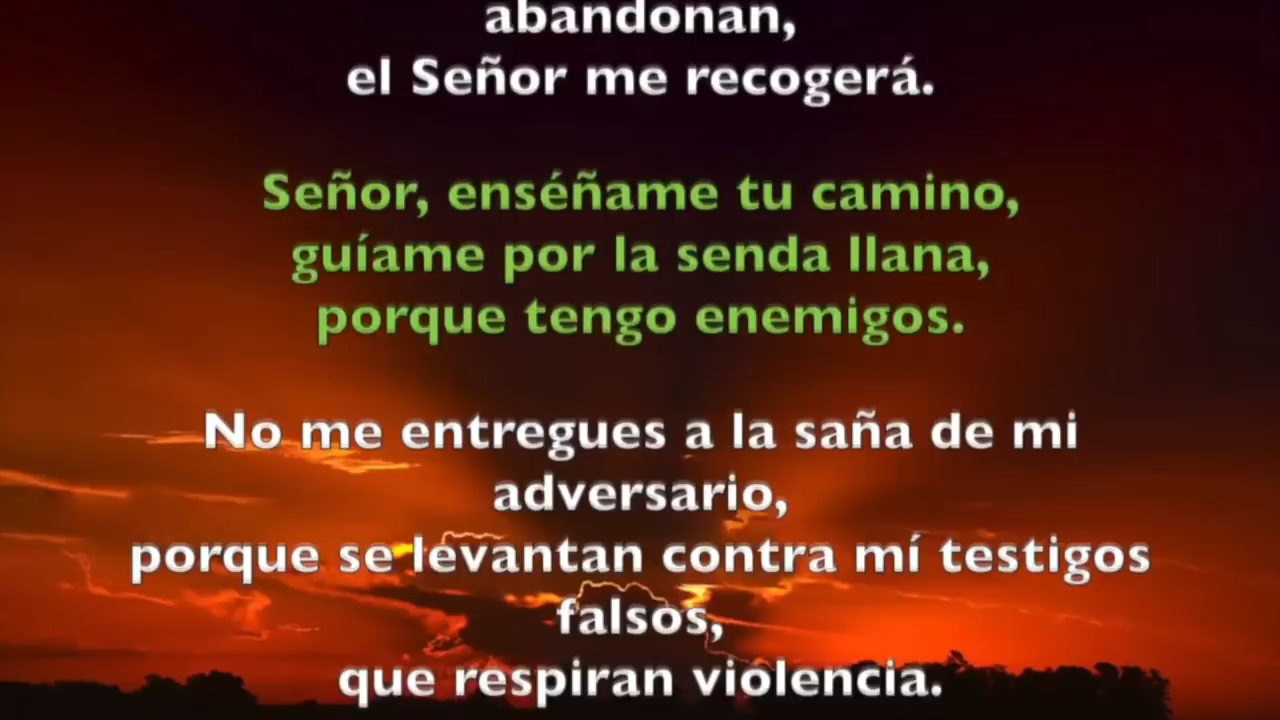 abandonan,
el Señor me recogerá.
Señor, enséñame tu camino,
guíame por la senda llana,
porque tengo enemigos.
No me entregues a la saña de mi
adversario,
porque se levantan contra mí testigos
falsos,
que respiran violencia.